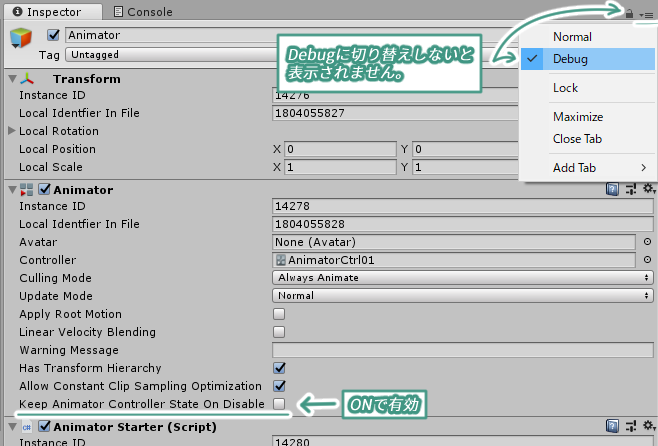 Inspector
Console
Animator
Tag Untagged
Debugに切り替えしないと
表示されません。
Normal
Debug
Lock
Maximize
Close Tab
Add Tab
Transform
Instance ID 14276
Local Identfier In File 1804055827
Local Rotation
Local Position X 0 Y 0
Local Scale X 1 Y 1
Animator
Instance ID 14278
Local Identfier In File 1804055828
Avatar None (Avatar)
Controller AnimatorCtrl01
Culling Mode Always Animate
Update Mode Normal
Apply Root Motion
Linear Velocity Blending
Warning Message
Has Transform Hierarchy
Allow Constant Clip Sampling Optimization
Keep Animator Controller State On Disable
ONで有効
Animator Starter (Script)
Instance ID 14280